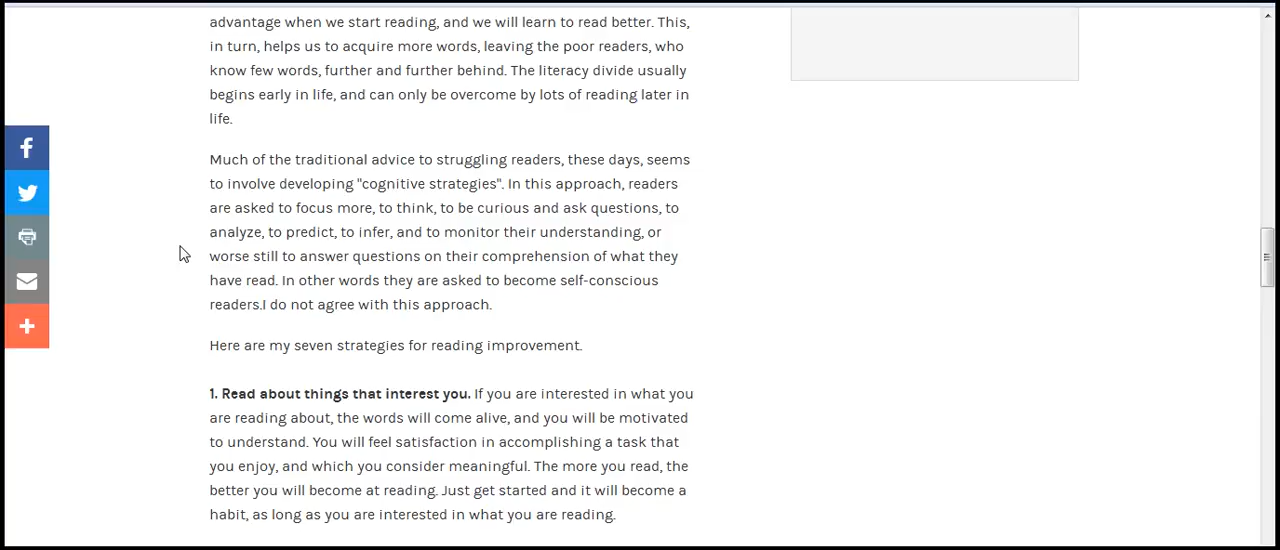 advantage when we start reading, and we will learn to read better. This,
in turn, helps us to acquire more words, leaving the poor readers, who
know few words, further and further behind. The literacy divide usually
begins early in life, and can only be overcome by lots of reading later in
life.
Much of the traditional advice to struggling readers, these days, seems
to involve developing "cognitive strategies". In this approach, readers
are asked to focus more, to think, to be curious and ask questions, to
analyze, to predict, to infer, and to monitor their understanding, or
worse still to answer questions on their comprehension of what they
have read. In other words they are asked to become self-conscious
readers.I do not agree with this approach.
Here are my seven strategies for reading improvement.
1. Read about things that interest you. If you are interested in what you
are reading about, the words will come alive, and you will be motivated
to understand. You will feel satisfaction in accomplishing a task that
you enjoy, and which you consider meaningful. The more you read, the
better you will become at reading. Just get started and it will become a
habit, as long as you are interested in what you are reading.